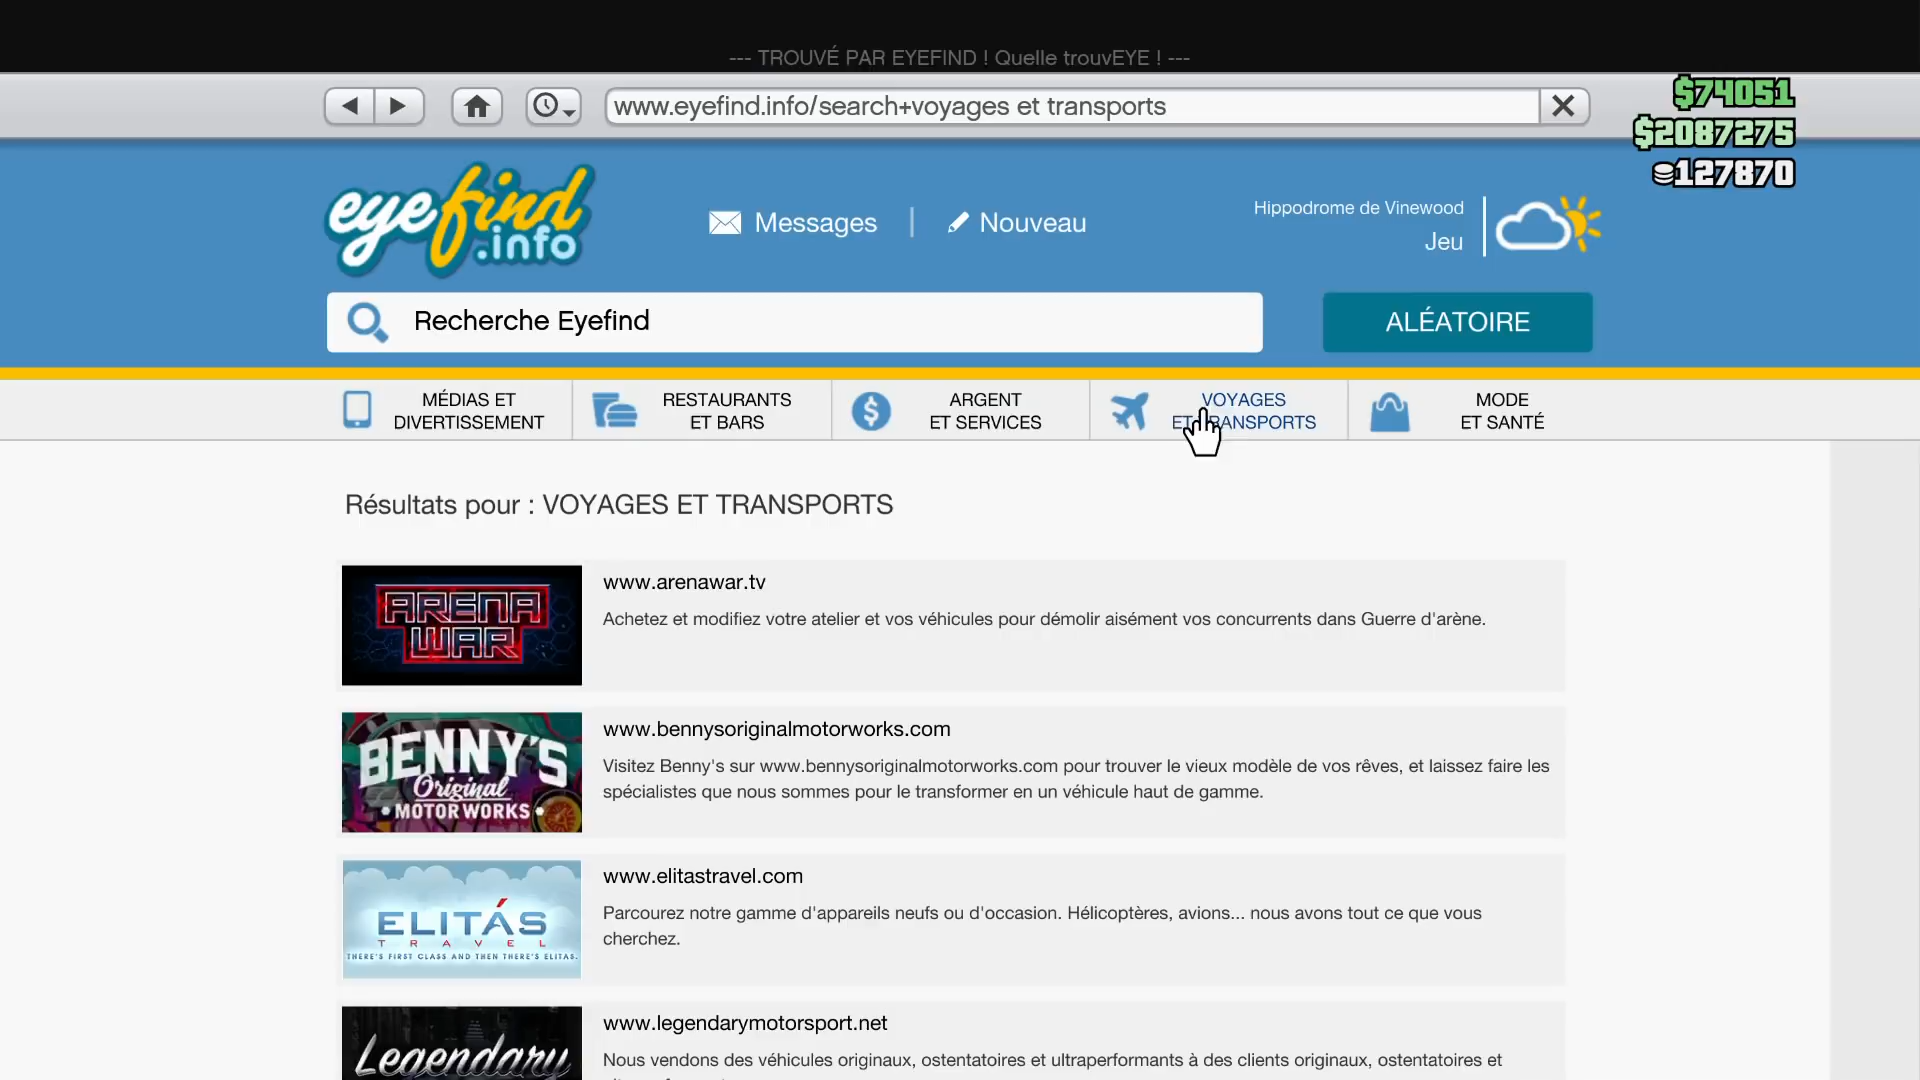 --- TROUVÉ PAR EYEFIND ! Quelle trouvEYE ! ---
www.eyefind.info/search+voyages et transports
$74051
$2087275
127870
eyefind
.info
Messages
Nouveau
Hippodrome de Vinewood
Jeu
Recherche Eyefind
ALÉATOIRE
MÉDIAS ET
DIVERTISSEMENT
RESTAURANTS
ET BARS
ARGENT
ET SERVICES
VOYAGES
ET TRANSPORTS
MODE
ET SANTÉ
Résultats pour : VOYAGES ET TRANSPORTS
ARENA
WAR
www.arenawar.tv
Achetez et modifiez votre atelier et vos véhicules pour démolir aisément vos concurrents dans Guerre d'arène.
BENNY'S
Original
MOTOR WORKS
www.bennysoriginalmotorworks.com
Visitez Benny's sur www.bennysoriginalmotorworks.com pour trouver le vieux modèle de vos rêves, et laissez faire les
spécialistes que nous sommes pour le transformer en un véhicule haut de gamme.
ELITÁS
TRAVEL
THERE'S FIRST CLASS AND THEN THERE'S ELITAS.
www.elitastravel.com
Parcourez notre gamme d'appareils neufs ou d'occasion. Hélicoptères, avions... nous avons tout ce que vous
cherchez.
Legendary
www.legendarymotorsport.net
Nous vendons des véhicules originaux, ostentatoires et ultraperformants à des clients originaux, ostentatoires et